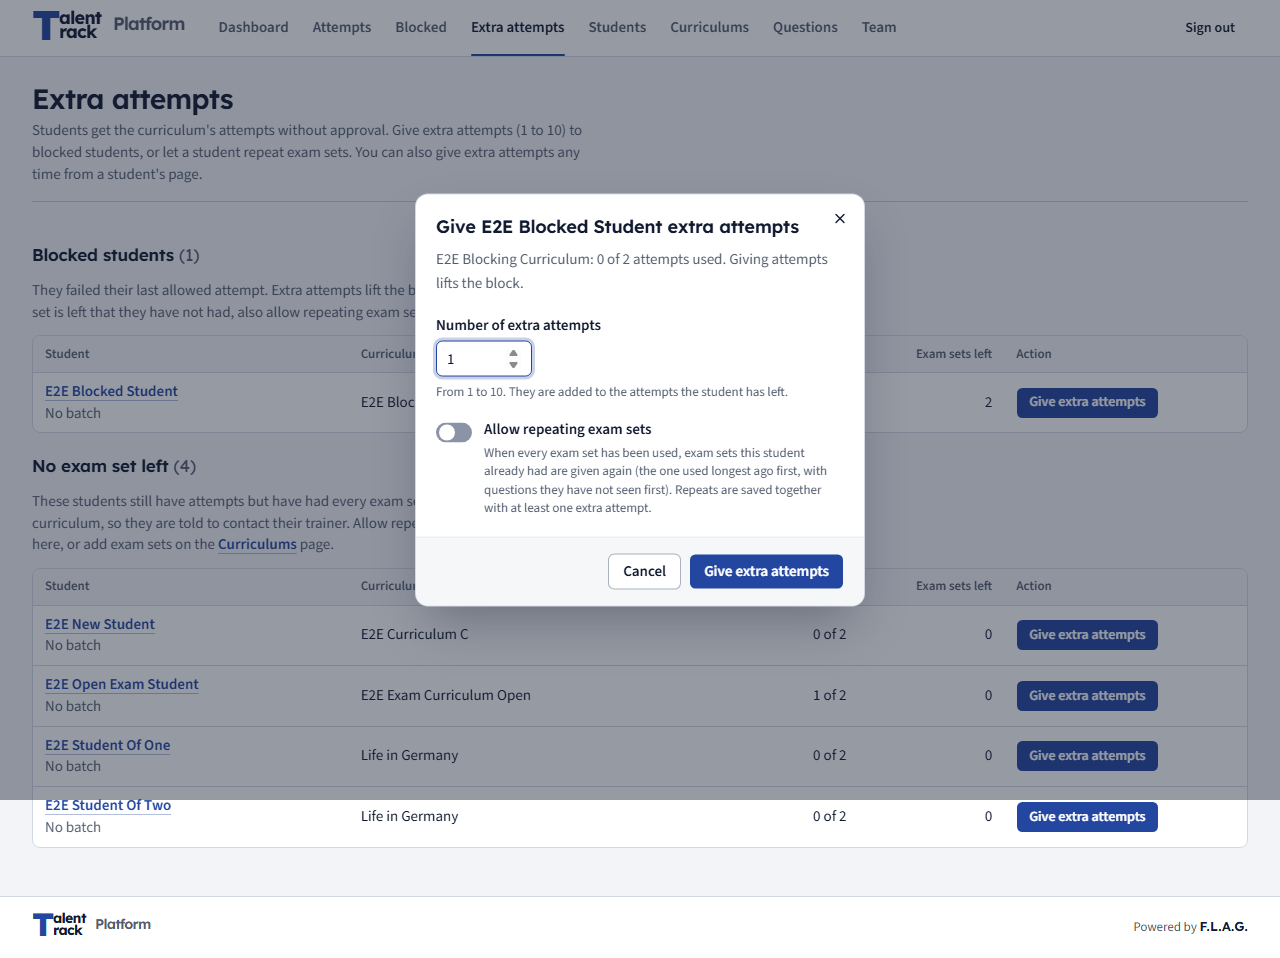 Talent Track Platform Dashboard Attempts Blocked Extra attempts Students Curriculums Questions Team Sign out
Extra attempts
Students get the curriculum's attempts without approval. Give extra attempts (1 to 10) to
blocked students, or let a student repeat exam sets. You can also give extra attempts any
time from a student's page.
Give E2E Blocked Student extra attempts
E2E Blocking Curriculum: 0 of 2 attempts used. Giving attempts
lifts the block.
Number of extra attempts
1
From 1 to 10. They are added to the attempts the student has left.
Allow repeating exam sets
When every exam set has been used, exam sets this student
already had are given again (the one used longest ago first, with
questions they have not seen first). Repeats are saved together
with at least one extra attempt.
Cancel Give extra attempts
Blocked students (1)
They failed their last allowed attempt. Extra attempts lift the
set is left that they have not had, also allow repeating exam
Student Exam sets left Action
E2E Blocked Student
No batch
E2E 2 Give extra attempts
No exam set left (4)
These students still have attempts but have had every exam
curriculum, so they are told to contact their trainer. Allow
here, or add exam sets on the Curriculums page.
Student Exam sets left Action
E2E New Student
No batch
E2E Curriculum C 0 of 2 0 Give extra attempts
E2E Open Exam Student
No batch
E2E Exam Curriculum Open 1 of 2 0 Give extra attempts
E2E Student Of One
No batch
Life in Germany 0 of 2 0 Give extra attempts
E2E Student Of Two
No batch
Life in Germany 0 of 2 0 Give extra attempts
Talent Track Platform Powered by F.L.A.G.